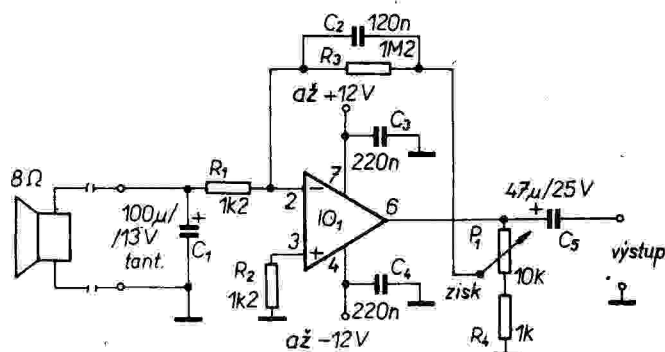 C2
120n
R3
1M2
až +12V
C3
220n
7
R1
1k2
2
–
IO1
6
3
+
4
8Ω
100µ/
/13V
tant.
+
C1
R2
1k2
C4
220n
až –12V
47µ/25V
+
C5
P1
10K
zisk
R4
1k
výstup